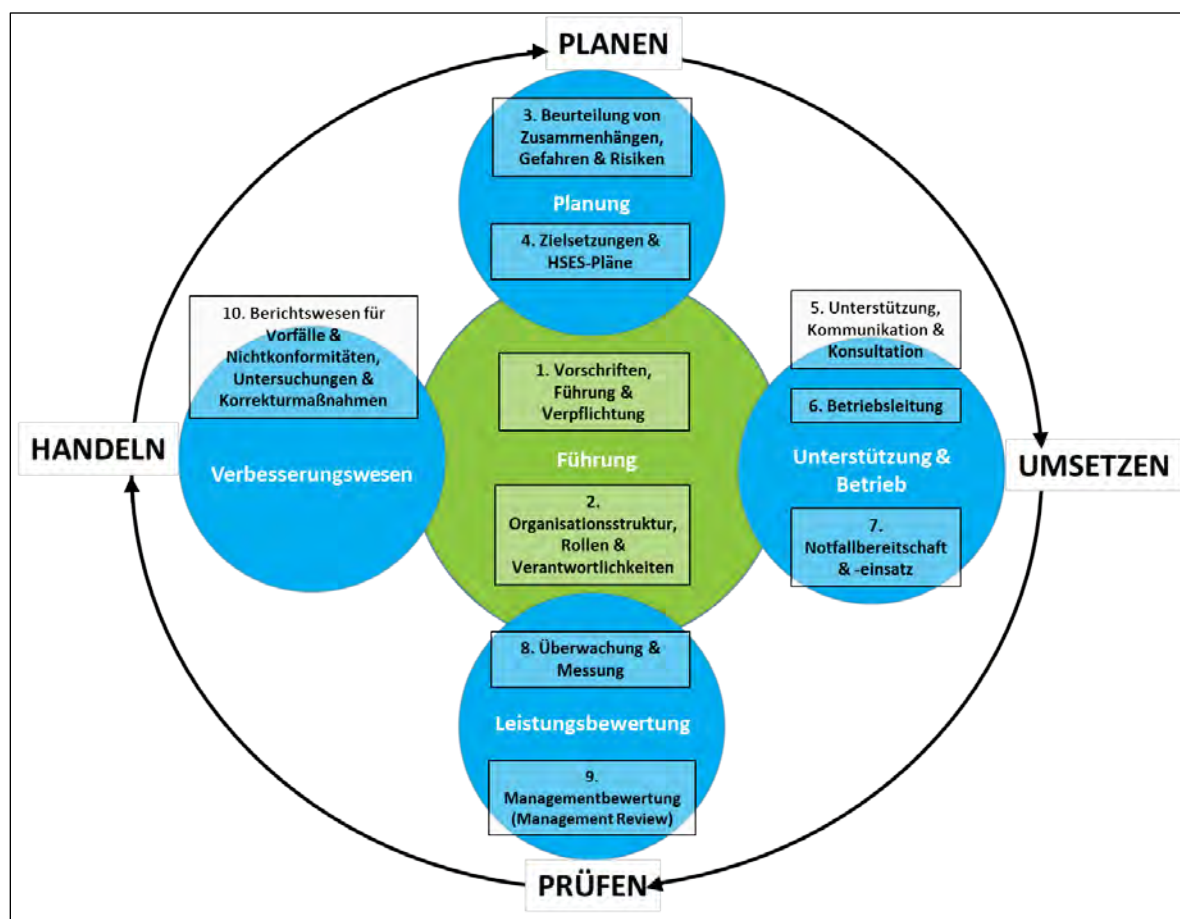 PLANEN
3. Beurteilung von
Zusammenhängen,
Gefahren & Risiken
Planung
4. Zielsetzungen &
HSES-Pläne
10. Berichtswesen für
Vorfälle &
Nichtkonformitäten,
Untersuchungen &
Korrekturmaßnahmen
Verbesserungswesen
HANDELN
1. Vorschriften,
Führung &
Verpflichtung
Führung
2.
Organisationsstruktur,
Rollen &
Verantwortlichkeiten
5. Unterstützung,
Kommunikation &
Konsultation
6. Betriebsleitung
Unterstützung &
Betrieb
7.
Notfallbereitschaft
& -einsatz
UMSETZEN
8. Überwachung &
Messung
Leistungsbewertung
9.
Managementbewertung
(Management Review)
PRÜFEN